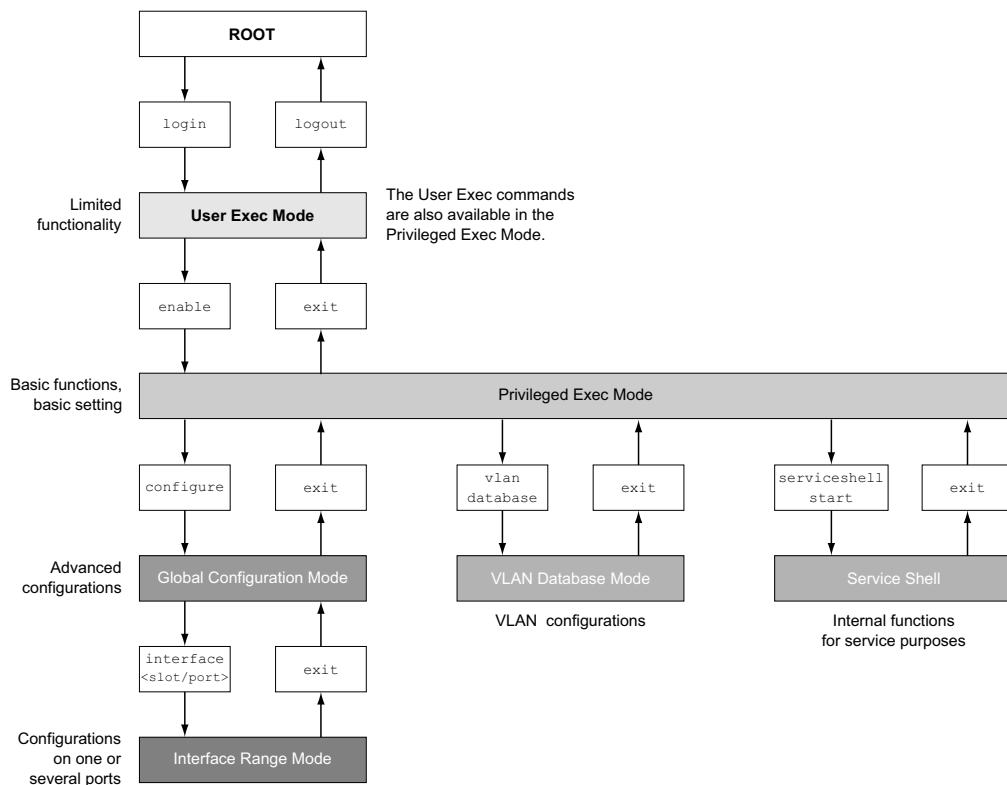 ROOT
login
logout
Limited
functionality
User Exec Mode
The User Exec commands
are also available in the
Privileged Exec Mode.
enable
exit
Basic functions,
basic setting
Privileged Exec Mode
configure
exit
vlan
database
exit
serviceshell
start
exit
Advanced
configurations
Global Configuration Mode
VLAN Database Mode
Service Shell
VLAN configurations
Internal functions
for service purposes
interface
<slot/port>
exit
Configurations
on one or
several ports
Interface Range Mode